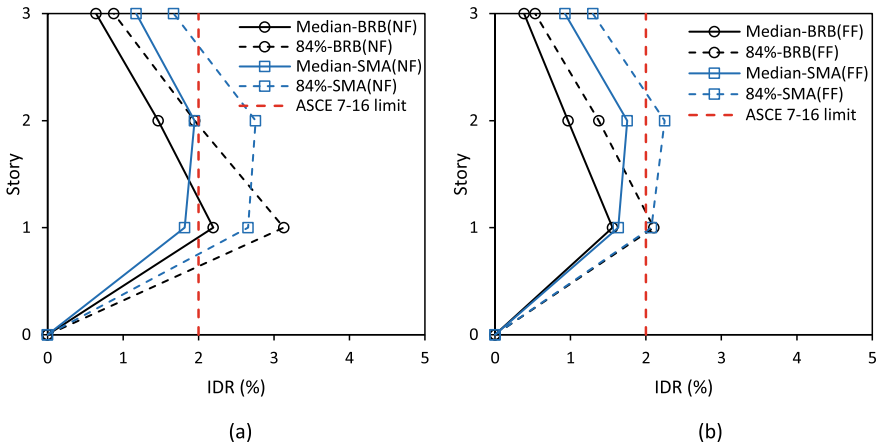 3
2
1
0
Story
0 1 2 3 4 5
IDR (%)
Median-BRB(NF)
84%-BRB(NF)
Median-SMA(NF)
84%-SMA(NF)
ASCE 7-16 limit
(a)
3
2
1
0
Story
0 1 2 3 4 5
IDR (%)
Median-BRB(FF)
84%-BRB(FF)
Median-SMA(FF)
84%-SMA(FF)
ASCE 7-16 limit
(b)